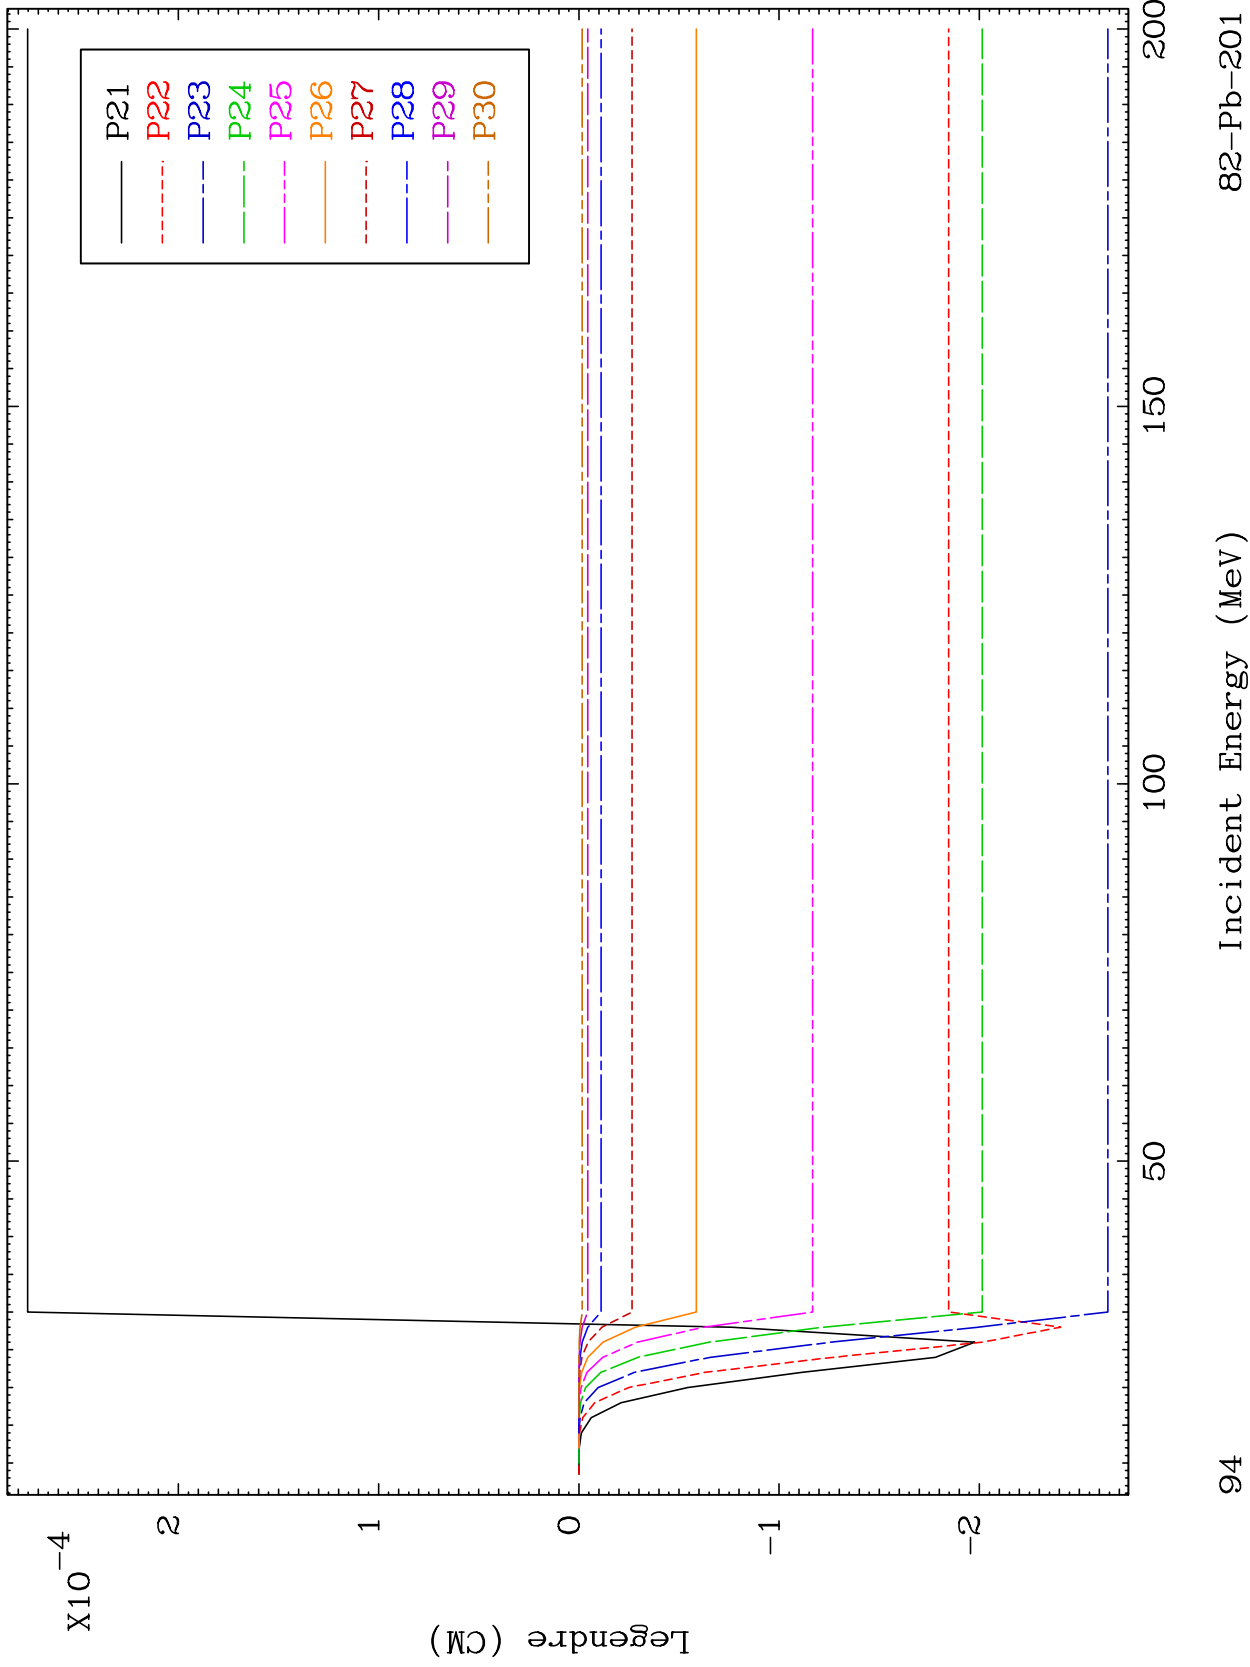 X10-4
Legendre (CM)
2
1
0
-1
-2
P21
P22
P23
P24
P25
P26
P27
P28
P29
P30
50
100
150
200
94
Incident Energy (MeV)
82-Pb-201